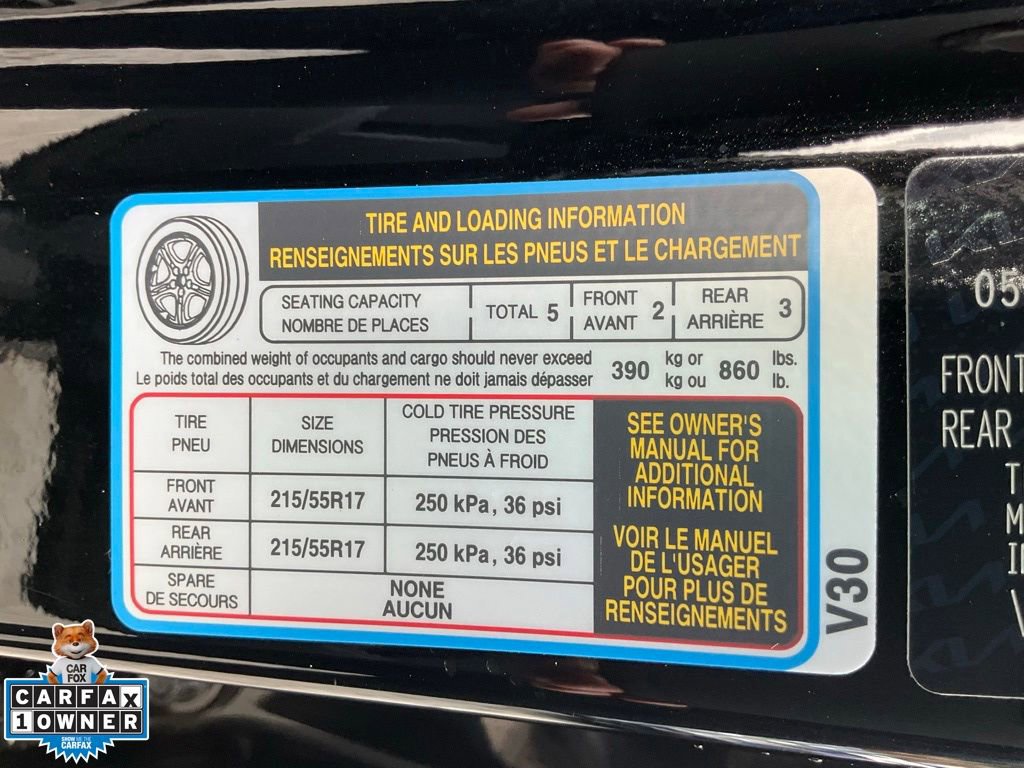 TIRE AND LOADING INFORMATION
RENSEIGNEMENTS SUR LES PNEUS ET LE CHARGEMENT
SEATING CAPACITY
NOMBRE DE PLACES
TOTAL 5
FRONT
AVANT
2
REAR
ARRIÈRE
3
The combined weight of occupants and cargo should never exceed
Le poids total des occupants et du chargement ne doit jamais dépasser
390
kg or
kg ou
860
lbs.
lb.
TIRE
PNEU
SIZE
DIMENSIONS
COLD TIRE PRESSURE
PRESSION DES
PNEUS À FROID
FRONT
AVANT
215/55R17
250 kPa, 36 psi
REAR
ARRIÈRE
215/55R17
250 kPa, 36 psi
SPARE
DE SECOURS
NONE
AUCUN
SEE OWNER'S
MANUAL FOR
ADDITIONAL
INFORMATION
VOIR LE MANUEL
DE L'USAGER
POUR PLUS DE
RENSEIGNEMENTS
V30
05
FRONT
REAR
CAR
FOX
CARFAX
1 OWNER
SHOW ME THE
CARFAX